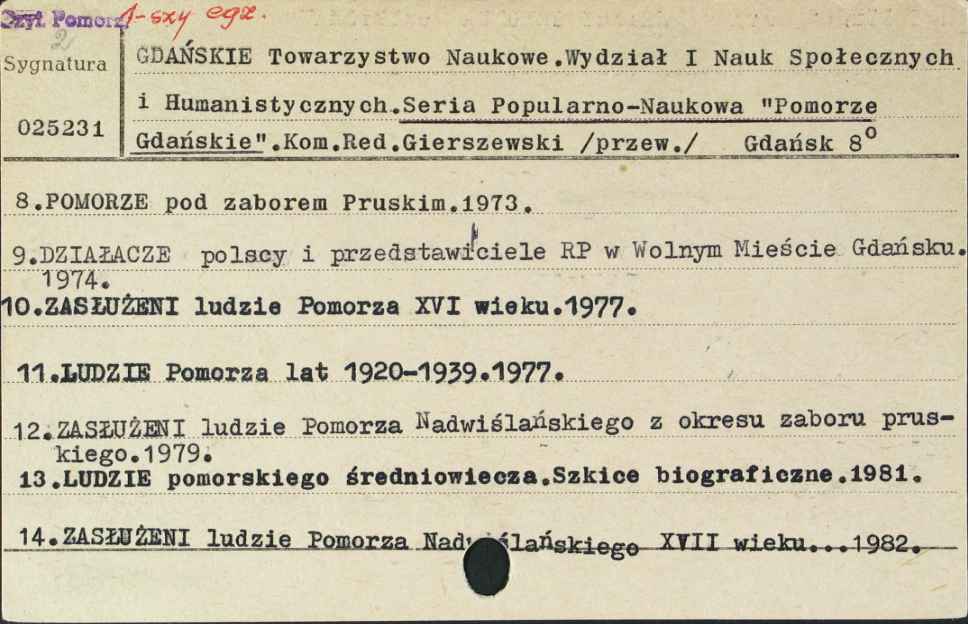 Czyt. Pomorz. 1-szy egz.
2
Sygnatura
025231
GDAŃSKIE Towarzystwo Naukowe.Wydział I Nauk Społecznych
i Humanistycznych.Seria Popularno-Naukowa "Pomorze
Gdańskie".Kom.Red.Gierszewski /przew./ Gdańsk 8°
8.POMORZE pod zaborem Pruskim.1973.
9.DZIAŁACZE polscy i przedstawiciele RP w Wolnym Mieście Gdańsku.
1974.
10.ZASŁUŻENI ludzie Pomorza XVI wieku.1977.
11.LUDZIE Pomorza lat 1920-1939.1977.
12.ZASŁUŻENI ludzie Pomorza Nadwiślańskiego z okresu zaboru prus-
kiego.1979.
13.LUDZIE pomorskiego średniowiecza.Szkice biograficzne.1981.
14.ZASŁUŻENI ludzie Pomorza Nadwiślańskiego XVII wieku...1982.